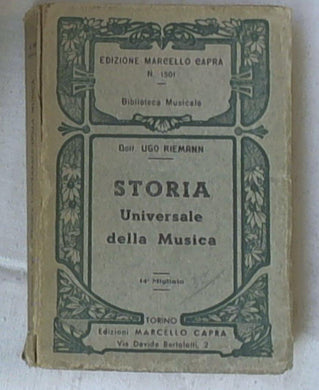 EDIZIONE MARCELLO CAPRA
N. 1501
Biblioteca Musicale
Dott. UGO RIEMANN
STORIA
Universale
della Musica
14° Migliaio
TORINO
Edizioni MARCELLO CAPRA
Via Davide Bertolotti, 2